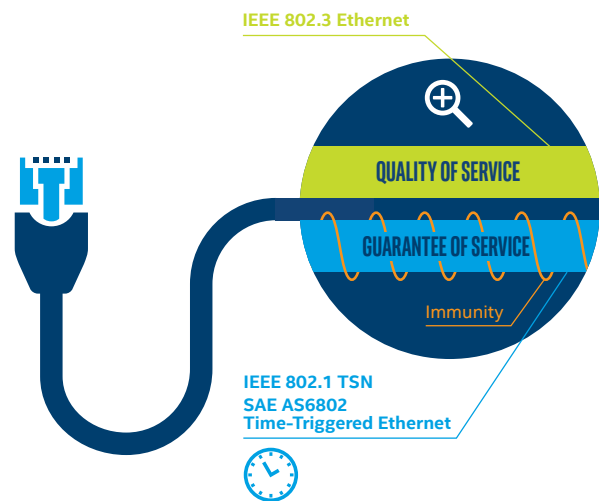 IEEE 802.3 Ethernet
QUALITY OF SERVICE
GUARANTEE OF SERVICE
Immunity
IEEE 802.1 TSN
SAE AS6802
Time-Triggered Ethernet